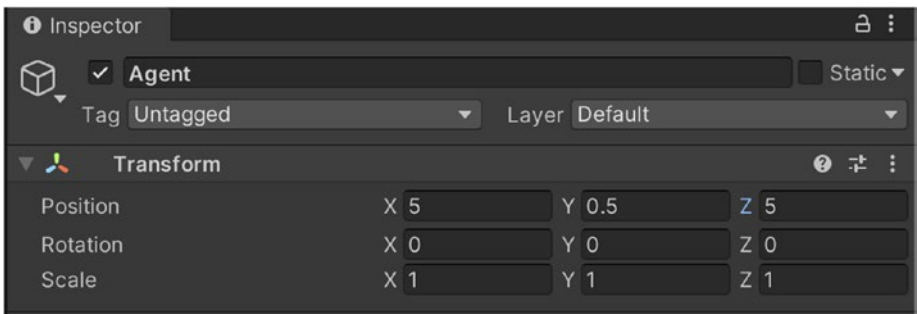 Inspector
Agent Static
Tag Untagged Layer Default
Transform
Position X 5 Y 0.5 Z 5
Rotation X 0 Y 0 Z 0
Scale X 1 Y 1 Z 1